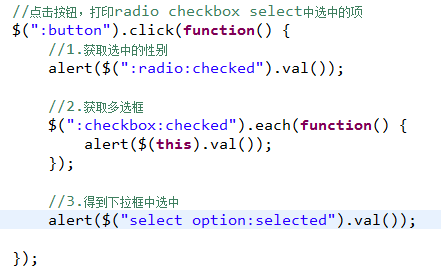 //点击按钮，打印radio checkbox select中选中的项
$(":button").click(function() {
//1.获取选中的性别
alert($(":radio:checked").val());
//2.获取多选框
$(":checkbox:checked").each(function() {
alert($(this).val());
});
//3.得到下拉框中选中
alert($("select option:selected").val());
});